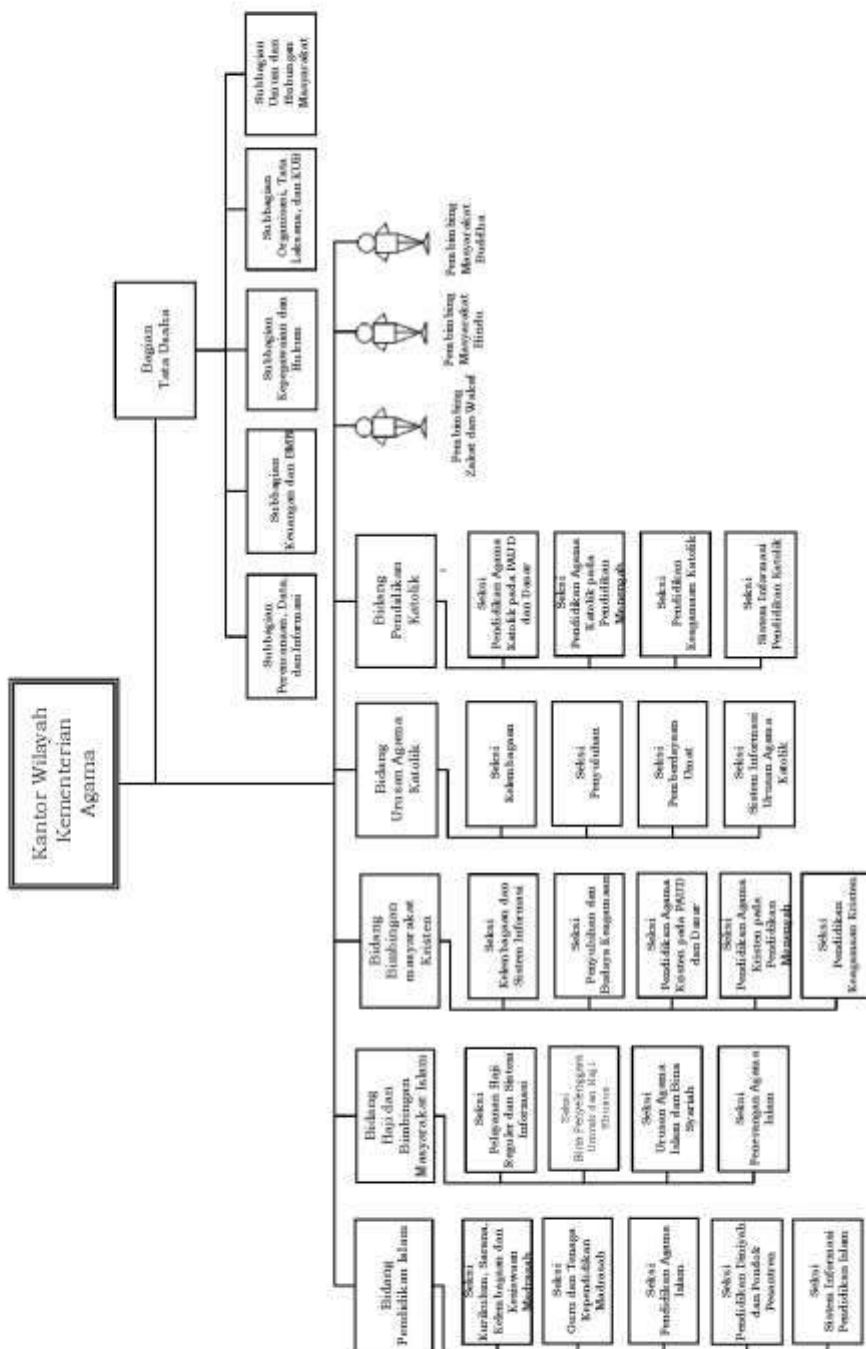 Kantor Wilayah
Kementerian
Agama
Bagian
Tata Usaha
Subbagian
Perencanaan, Data,
dan Informasi
Subbagian
Keuangan dan BMN
Subbagian
Kepegawaian dan
Hukum
Subbagian
Organisasi, Tata
Laksana, dan KUB
Subbagian
Umum dan
Hubungan
Masyarakat
Bidang
Pendidikan Islam
Seksi
Kurikulum, Sarana,
Kelembagaan dan
Kesiswaan
Madrasah
Seksi
Guru dan Tenaga
Kependidikan
Madrasah
Seksi
Pendidikan Agama
Islam
Seksi
Pendidikan Diniyah
dan Pondok
Pesantren
Seksi
Sistem Informasi
Pendidikan Islam
Bidang
Haji dan
Bimbingan
Masyarakat Islam
Seksi
Pelayanan Haji
Reguler dan Sistem
Informasi
Seksi
Bina Penyelenggara
Umrah dan Haji
Khusus
Seksi
Urusan Agama
Islam dan Bina
Syariah
Seksi
Penerangan Agama
Islam
Bidang
Bimbingan
masyarakat
Kristen
Seksi
Kelembagaan dan
Sistem Informasi
Seksi
Penyuluhan dan
Budaya Keagamaan
Seksi
Pendidikan Agama
Kristen pada PAUD
dan Dasar
Seksi
Pendidikan Agama
Kristen pada
Pendidikan
Menengah
Seksi
Pendidikan
Keagamaan Kristen
Bidang
Urusan Agama
Katolik
Seksi
Kelembagaan
Seksi
Penyuluhan
Seksi
Pemberdayaan
Umat
Seksi
Sistem Informasi
Urusan Agama
Katolik
Bidang
Pendidikan
Katolik
Seksi
Pendidikan Agama
Katolik pada PAUD
dan Dasar
Seksi
Pendidikan Agama
Katolik pada
Pendidikan
Menengah
Seksi
Pendidikan
Keagamaan Katolik
Seksi
Sistem Informasi
Pendidikan Katolik
Pembimbing
Zakat dan Wakaf
Pembimbing
Masyarakat
Hindu
Pembimbing
Masyarakat
Buddha